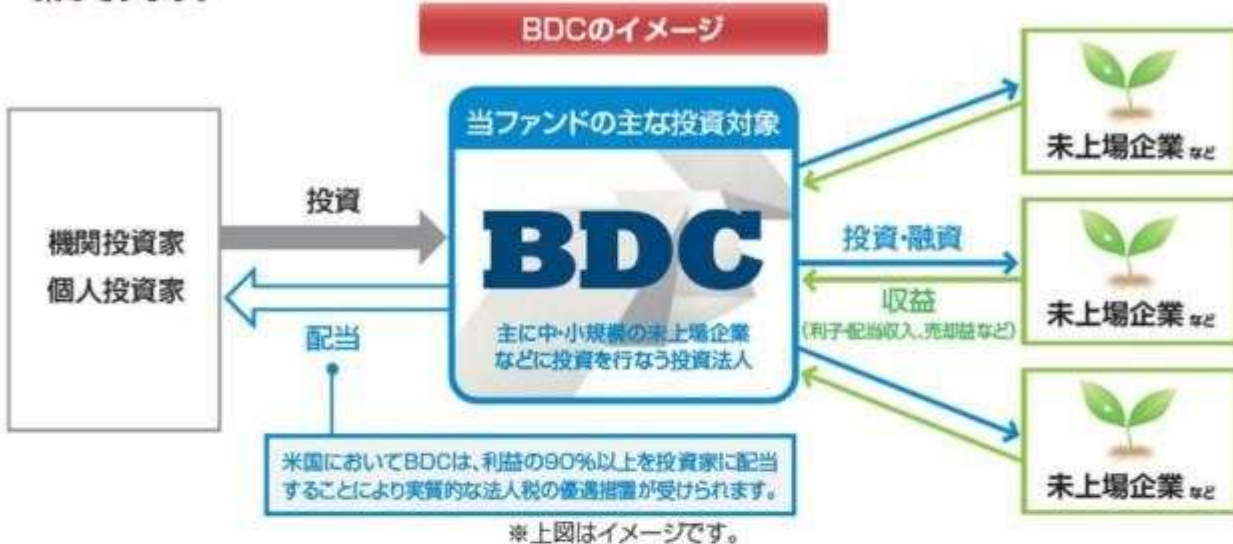 BDCのイメージ
当ファンドの主な投資対象
BDC
主に中・小規模の未上場企業
などに投資を行なう投資法人
機関投資家
個人投資家
投資
配当
投資・融資
収益
(利子・配当収入、売却益など)
未上場企業 など
未上場企業 など
未上場企業 など
米国においてBDCは、利益の90%以上を投資家に配当
することにより実質的な法人税の優遇措置が受けられます。
※上図はイメージです。